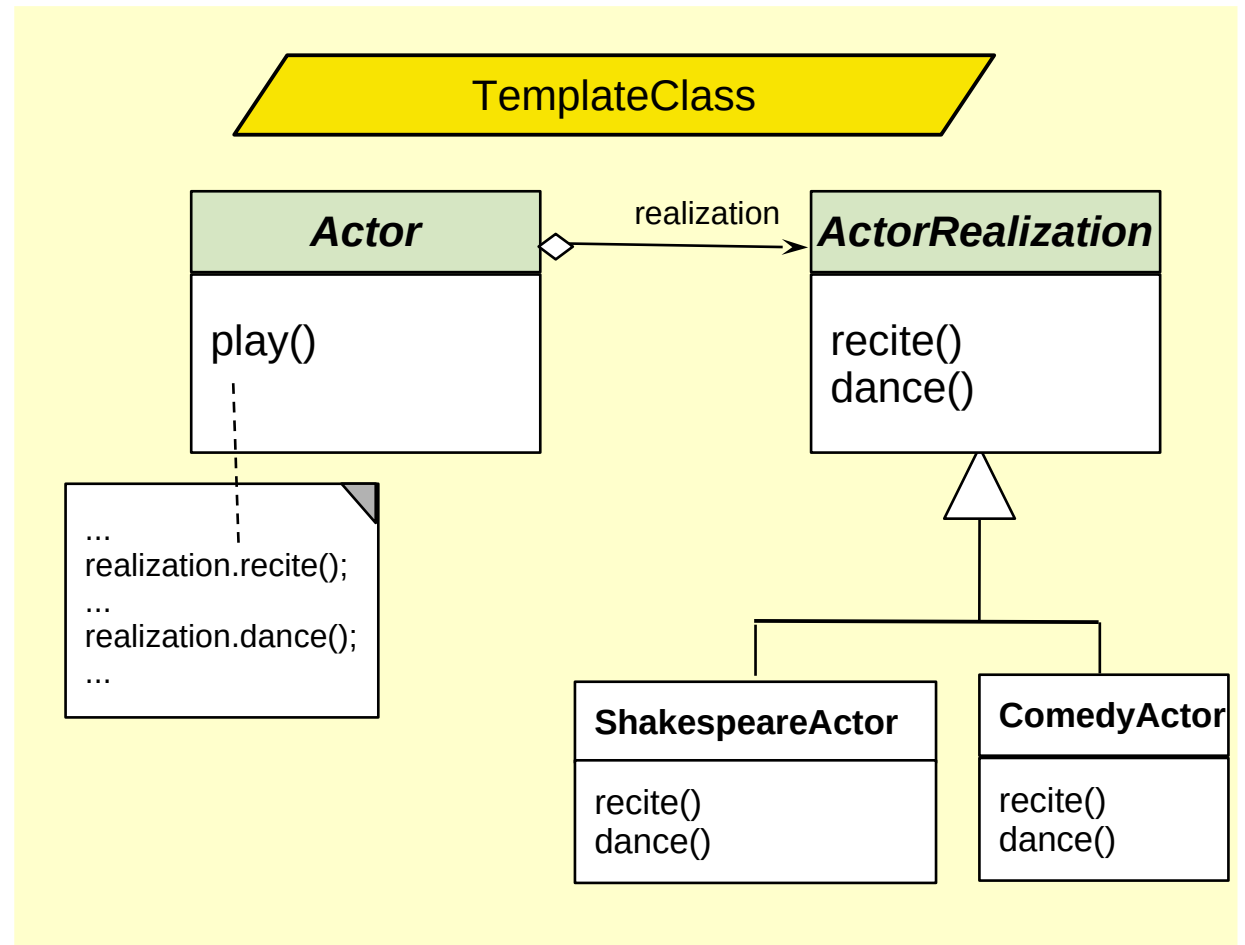 TemplateClass
Actor
realization
ActorRealization
play()
recite()
dance()
...
realization.recite();
...
realization.dance();
...
ShakespeareActor
recite()
dance()
ComedyActor
recite()
dance()